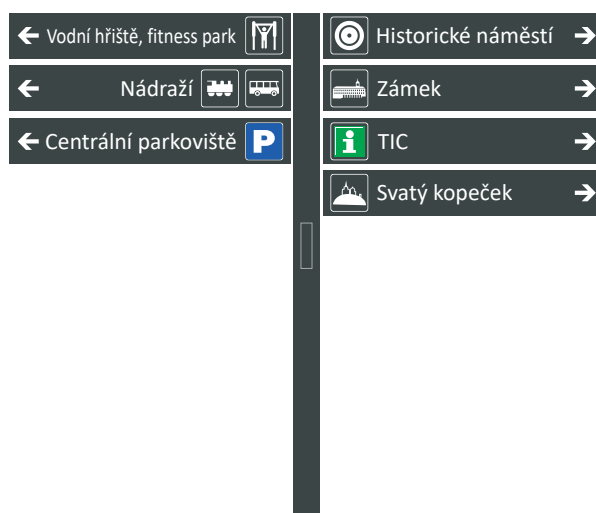 Vodní hřiště, fitness park
Nádraží
Centrální parkoviště P
Historické náměstí
Zámek
i TIC
Svatý kopeček